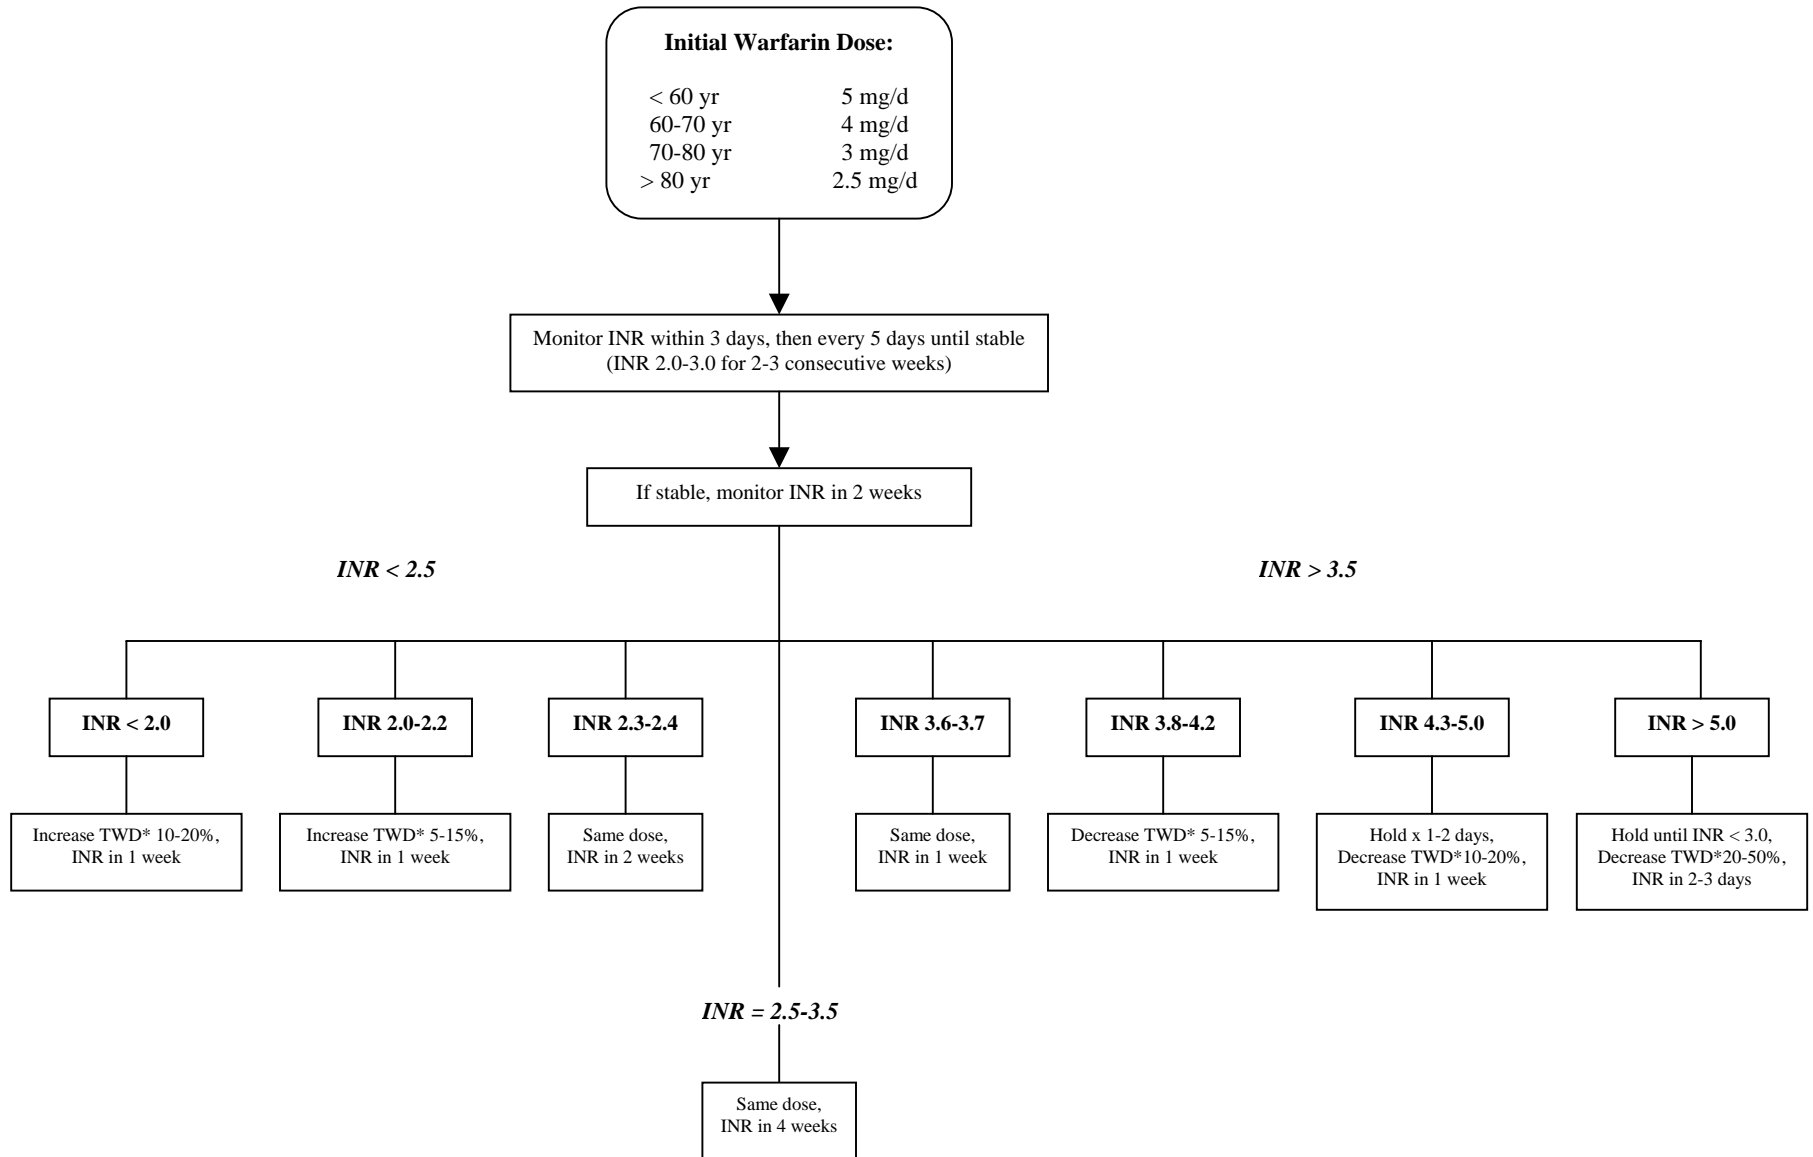 Initial Warfarin Dose:
< 60 yr 5 mg/d
60-70 yr 4 mg/d
70-80 yr 3 mg/d
> 80 yr 2.5 mg/d
Monitor INR within 3 days, then every 5 days until stable
(INR 2.0-3.0 for 2-3 consecutive weeks)
If stable, monitor INR in 2 weeks
INR < 2.5
INR > 3.5
INR < 2.0
INR 2.0-2.2
INR 2.3-2.4
INR 3.6-3.7
INR 3.8-4.2
INR 4.3-5.0
INR > 5.0
Increase TWD* 10-20%,
INR in 1 week
Increase TWD* 5-15%,
INR in 1 week
Same dose,
INR in 2 weeks
Same dose,
INR in 1 week
Decrease TWD* 5-15%,
INR in 1 week
Hold x 1-2 days,
Decrease TWD*10-20%,
INR in 1 week
Hold until INR < 3.0,
Decrease TWD*20-50%,
INR in 2-3 days
INR = 2.5-3.5
Same dose,
INR in 4 weeks